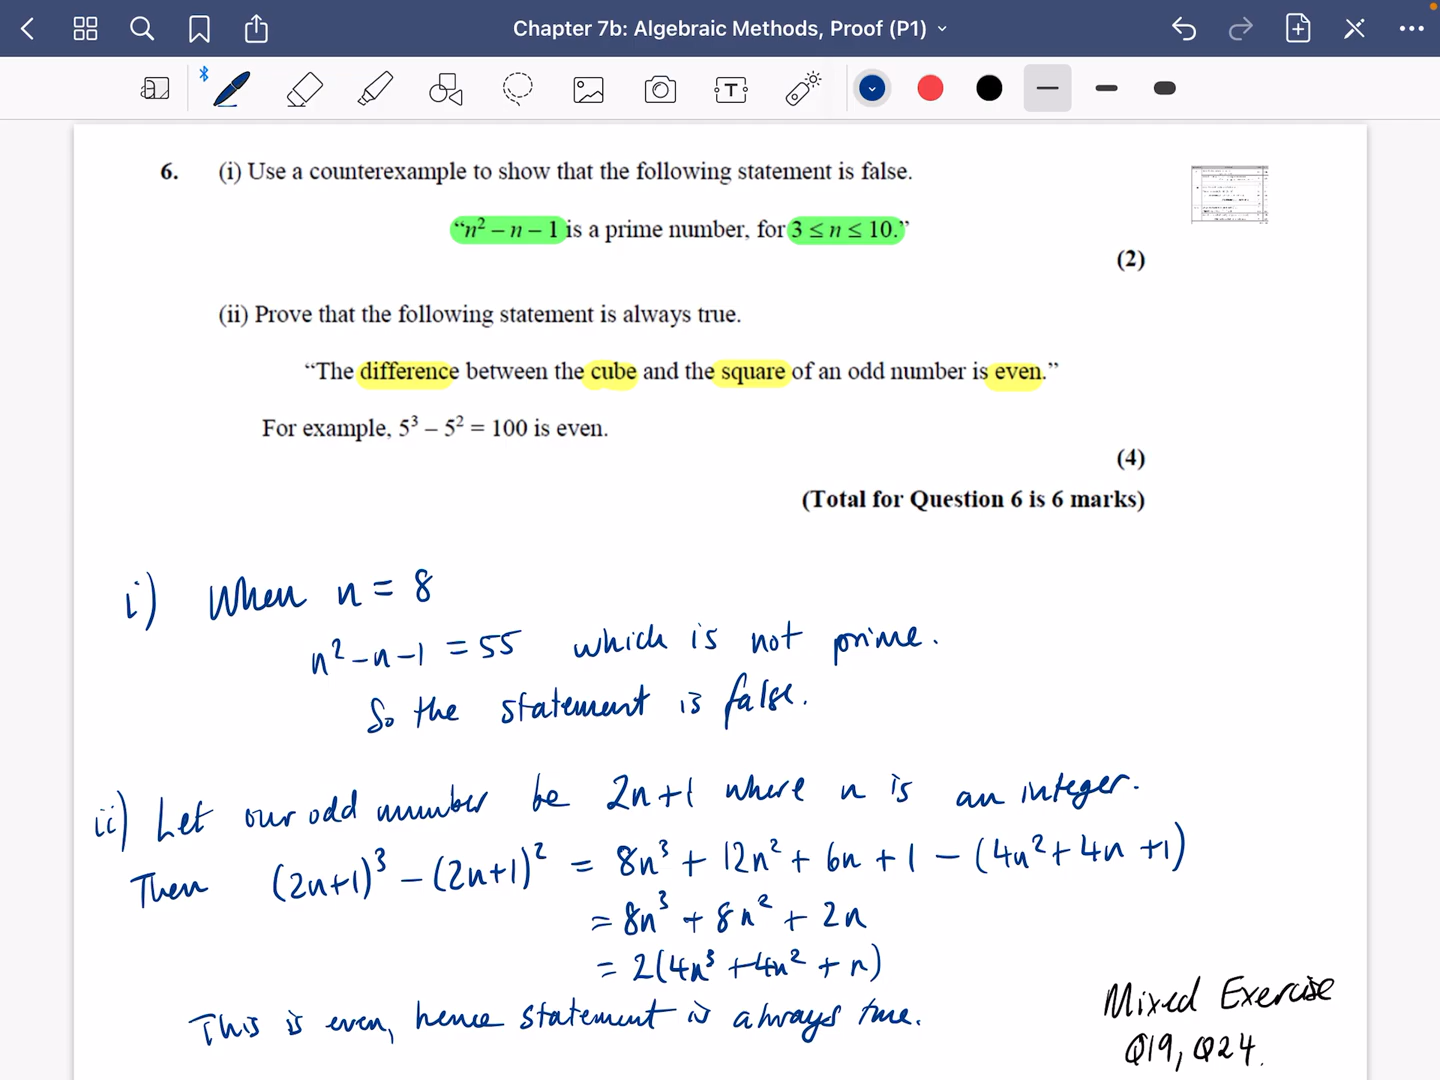 Chapter 7b: Algebraic Methods, Proof (P1)
6. (i) Use a counterexample to show that the following statement is false.
“n² – n – 1 is a prime number, for 3 ≤ n ≤ 10.”
(2)
(ii) Prove that the following statement is always true.
“The difference between the cube and the square of an odd number is even.”
For example, 5³ – 5² = 100 is even.
(4)
(Total for Question 6 is 6 marks)
i) When n = 8
n² – n – 1 = 55 which is not prime.
So the statement is false.
ii) Let our odd number be 2n+1 where n is an integer.
Then (2n+1)³ – (2n+1)² = 8n³ + 12n² + 6n + 1 – (4n² + 4n + 1)
= 8n³ + 8n² + 2n
= 2(4n³ + 4n² + n)
This is even, hence statement is always true.
Mixed Exercise
Q19, Q24.